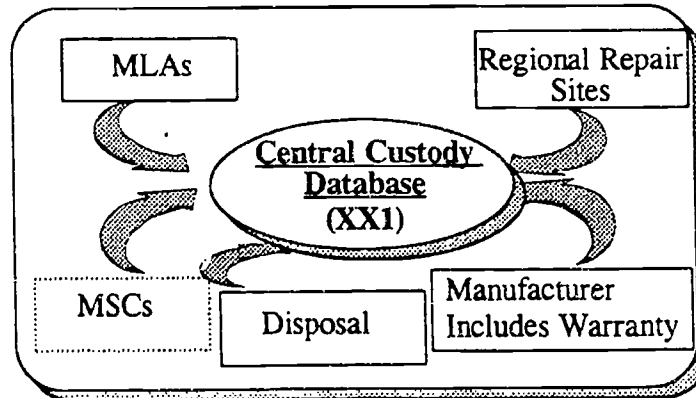 MLAs
Regional Repair
Sites
Central Custody
Database
(XX1)
MSCs
Disposal
Manufacturer
Includes Warranty